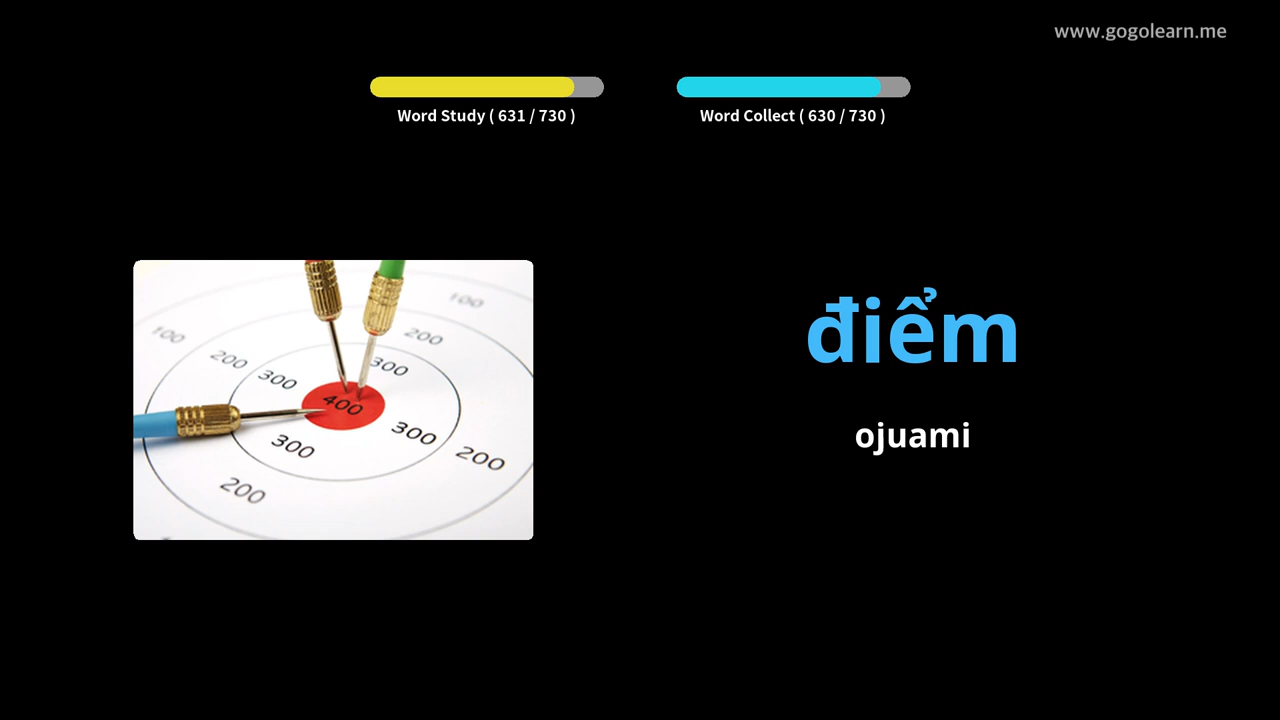 www.gogolearn.me
Word Study ( 631 / 730 )
Word Collect ( 630 / 730 )
điểm
ojuami
100
100
200
200
300
300
400
300
300
200
200